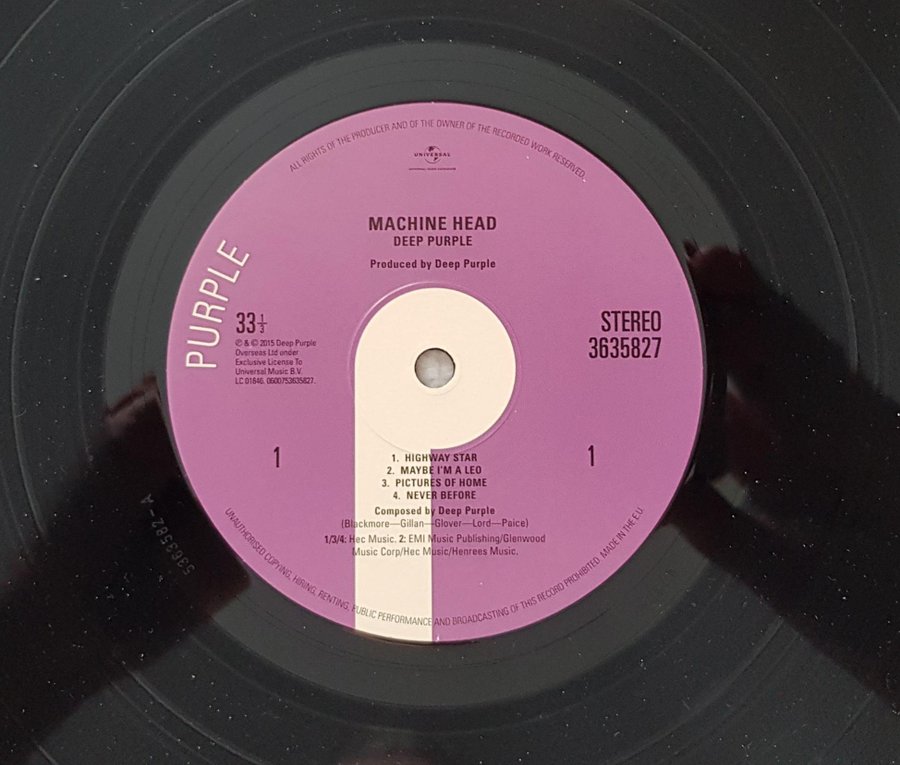 ALL RIGHTS OF THE PRODUCER AND OF THE OWNER OF THE RECORDED WORK RESERVED.
UNIVERSAL
MACHINE HEAD
DEEP PURPLE
Produced by Deep Purple
PURPLE
33 1/3
℗ & © 2015 Deep Purple
Overseas Ltd under
Exclusive License To
Universal Music B.V.
LC 01846. 0600753635827.
STEREO
3635827
1
1
1. HIGHWAY STAR
2. MAYBE I'M A LEO
3. PICTURES OF HOME
4. NEVER BEFORE
Composed by Deep Purple
(Blackmore—Gillan—Glover—Lord—Paice)
1/3/4: Hec Music. 2: EMI Music Publishing/Glenwood
Music Corp/Hec Music/Henrees Music.
UNAUTHORISED COPYING, HIRING, RENTING, PUBLIC PERFORMANCE AND BROADCASTING OF THIS RECORD PROHIBITED. MADE IN THE E.U